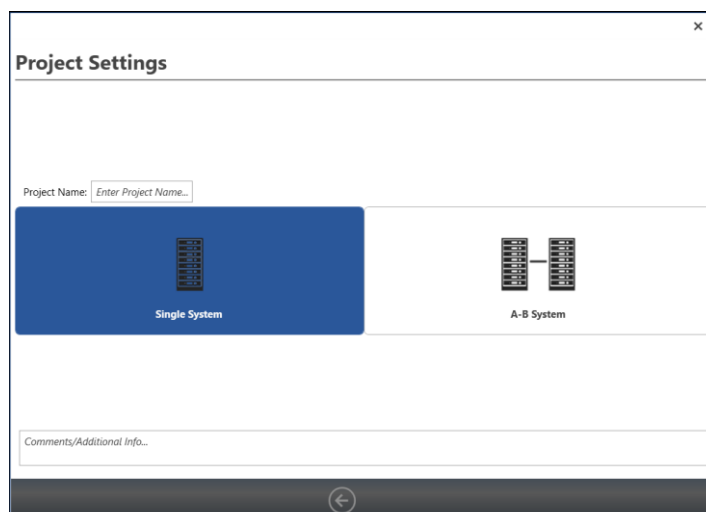 Project Settings
Project Name: Enter Project Name...
Single System
A-B System
Comments/Additional Info...